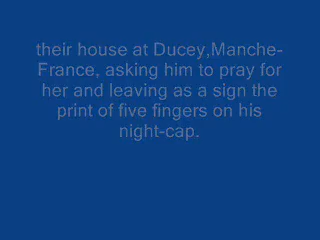 their house at Ducey,Manche-
France, asking him to pray for
her and leaving as a sign the
print of five fingers on his
night-cap.